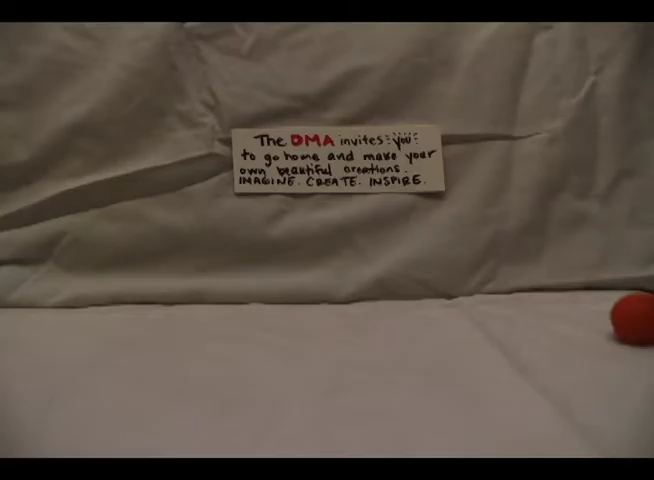 The DMA invites you
to go home and make your
own beautiful creations.
IMAGINE. CREATE. INSPIRE.